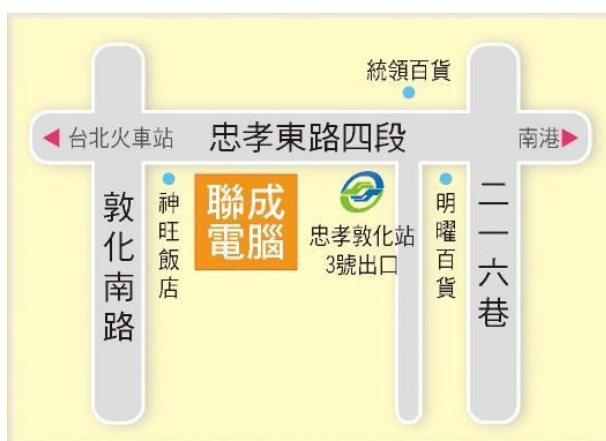 統領百貨
◀ 台北火車站
忠孝東路四段
南港▶
敦化南路
神旺飯店
聯成
電腦
忠孝敦化站
3號出口
明曜百貨
二一六巷